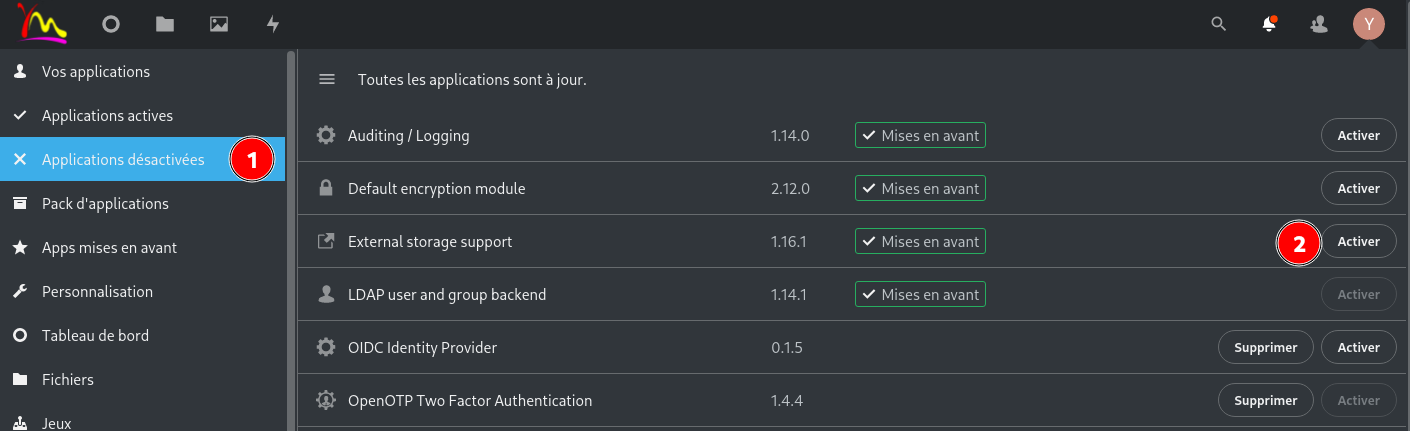 Y
Vos applications
Applications actives
Applications désactivées 1
Pack d'applications
Apps mises en avant
Personnalisation
Tableau de bord
Fichiers
Jeux
Toutes les applications sont à jour.
Auditing / Logging 1.14.0 Mises en avant Activer
Default encryption module 2.12.0 Mises en avant Activer
External storage support 1.16.1 Mises en avant 2 Activer
LDAP user and group backend 1.14.1 Mises en avant Activer
OIDC Identity Provider 0.1.5 Supprimer Activer
OpenOTP Two Factor Authentication 1.4.4 Supprimer Activer